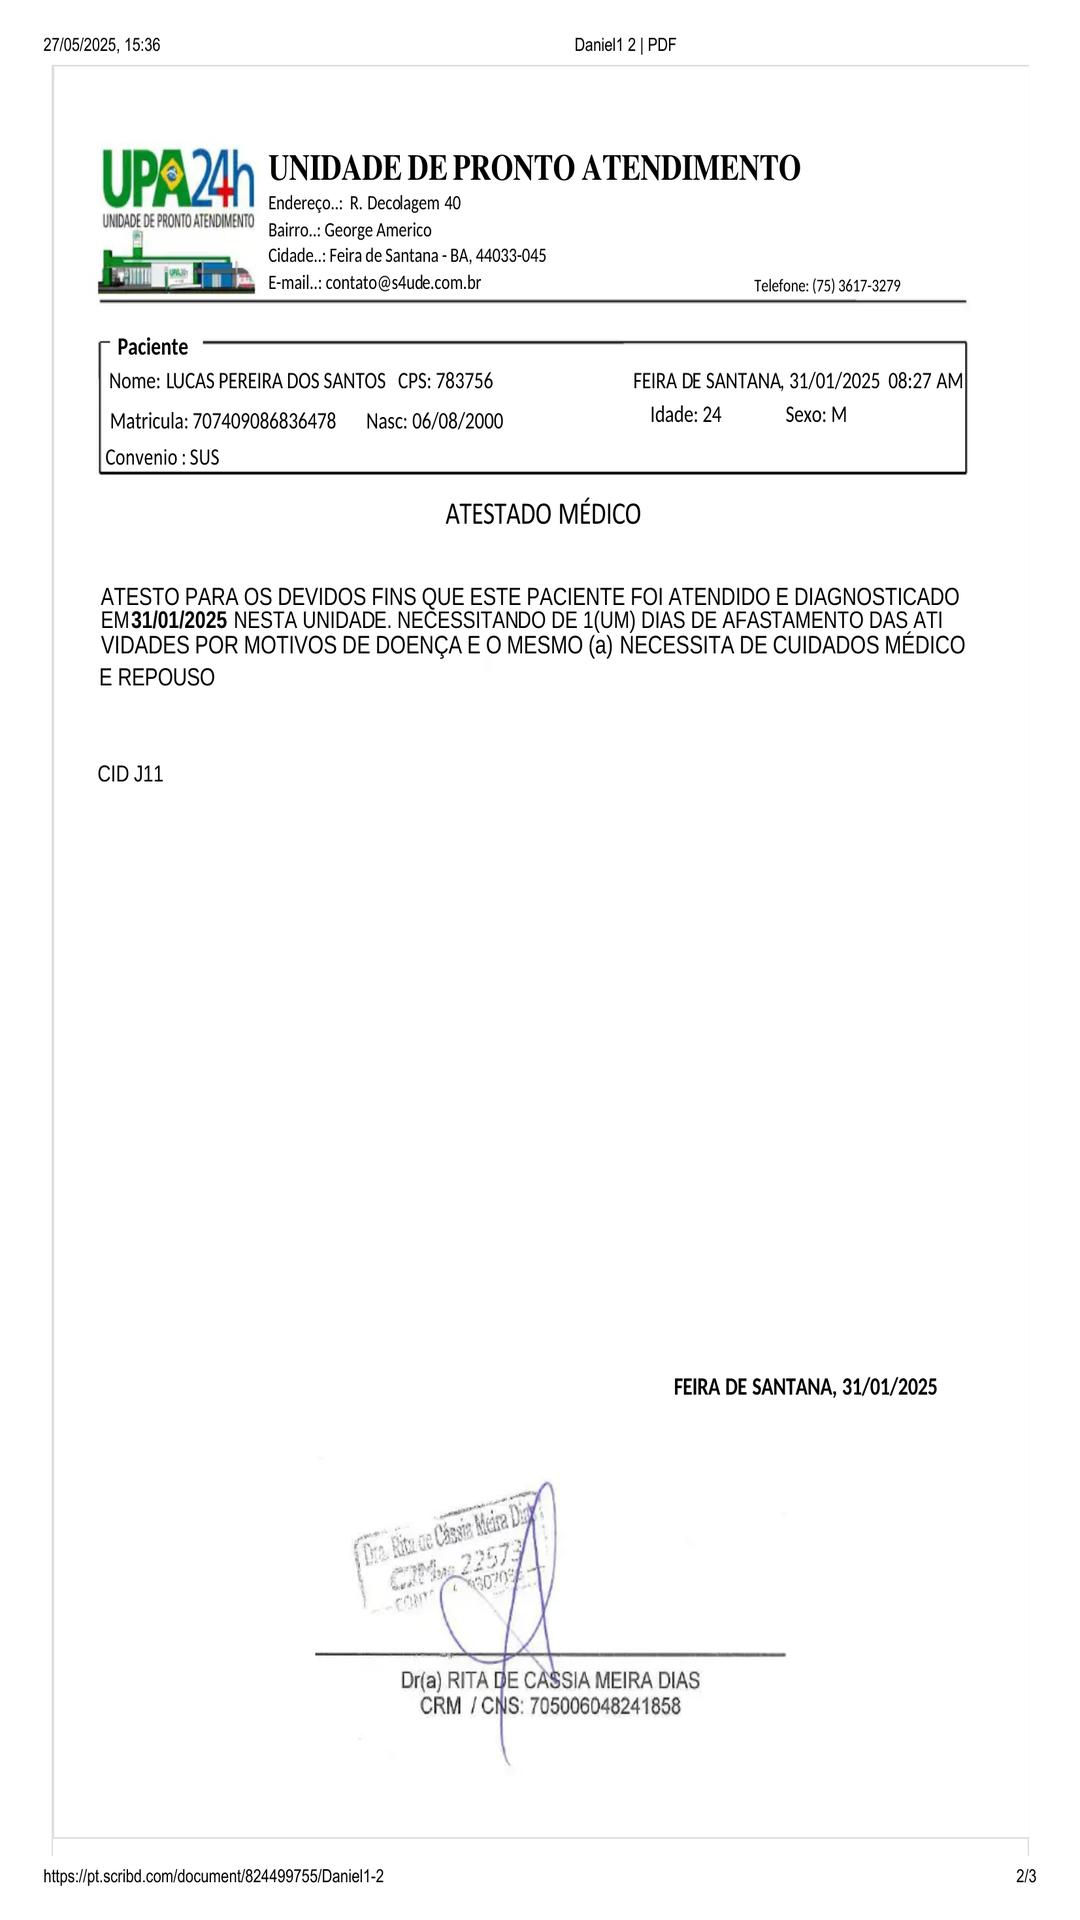 27/05/2025, 15:36 Daniel1 2 | PDF
UPA24h
UNIDADE DE PRONTO ATENDIMENTO
UNIDADE DE PRONTO ATENDIMENTO
Endereço..: R. Decolagem 40
Bairro..: George Americo
Cidade..: Feira de Santana - BA, 44033-045
E-mail..: contato@s4ude.com.br Telefone: (75) 3617-3279
Paciente
Nome: LUCAS PEREIRA DOS SANTOS CPS: 783756 FEIRA DE SANTANA, 31/01/2025 08:27 AM
Matricula: 707409086836478 Nasc: 06/08/2000 Idade: 24 Sexo: M
Convenio : SUS
ATESTADO MÉDICO
ATESTO PARA OS DEVIDOS FINS QUE ESTE PACIENTE FOI ATENDIDO E DIAGNOSTICADO
EM31/01/2025 NESTA UNIDADE. NECESSITANDO DE 1(UM) DIAS DE AFASTAMENTO DAS ATI
VIDADES POR MOTIVOS DE DOENÇA E O MESMO (a) NECESSITA DE CUIDADOS MÉDICO
E REPOUSO
CID J11
FEIRA DE SANTANA, 31/01/2025
Dra. Rita de Cássia Meira Dias
22573
Dr(a) RITA DE CASSIA MEIRA DIAS
CRM / CNS: 705006048241858
https://pt.scribd.com/document/824499755/Daniel1-2 2/3